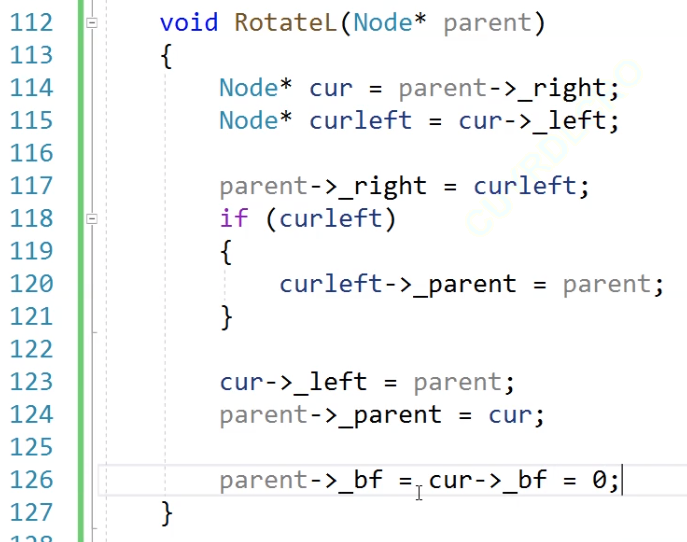 112 void RotateL(Node* parent)
113 {
114 Node* cur = parent->_right;
115 Node* curleft = cur->_left;
116
117 parent->_right = curleft;
118 if (curleft)
119 {
120 curleft->_parent = parent;
121 }
122
123 cur->_left = parent;
124 parent->_parent = cur;
125
126 parent->_bf = cur->_bf = 0;
127 }